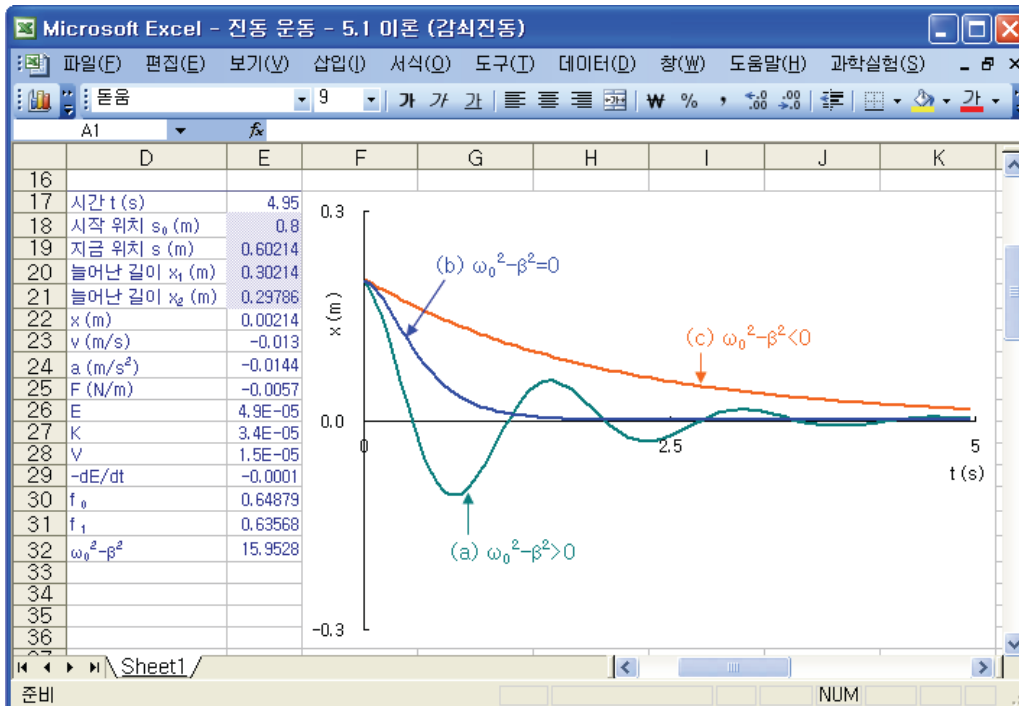 Microsoft Excel - 진동 운동 - 5.1 이론 (감쇠진동)
파일(F) 편집(E) 보기(V) 삽입(I) 서식(O) 도구(T) 데이터(D) 창(W) 도움말(H) 과학실험(S)
돋움 9 가 가 가 ₩ % ,
A1 fx
D E F G H I J K
16
17 시간 t (s) 4.95
18 시작 위치 s₀ (m) 0.8
19 지금 위치 s (m) 0.60214
20 늘어난 길이 x₁ (m) 0.30214
21 늘어난 길이 x₂ (m) 0.29786
22 x (m) 0.00214
23 v (m/s) -0.013
24 a (m/s²) -0.0144
25 F (N/m) -0.0057
26 E 4.9E-05
27 K 3.4E-05
28 V 1.5E-05
29 -dE/dt -0.0001
30 f₀ 0.64879
31 f₁ 0.63568
32 ω₀²-β² 15.9528
33
34
35
36
0.3
x (m)
(b) ω₀²-β²=0
(c) ω₀²-β²<0
0.0
0 2.5 5
t (s)
(a) ω₀²-β²>0
-0.3
Sheet1
준비 NUM